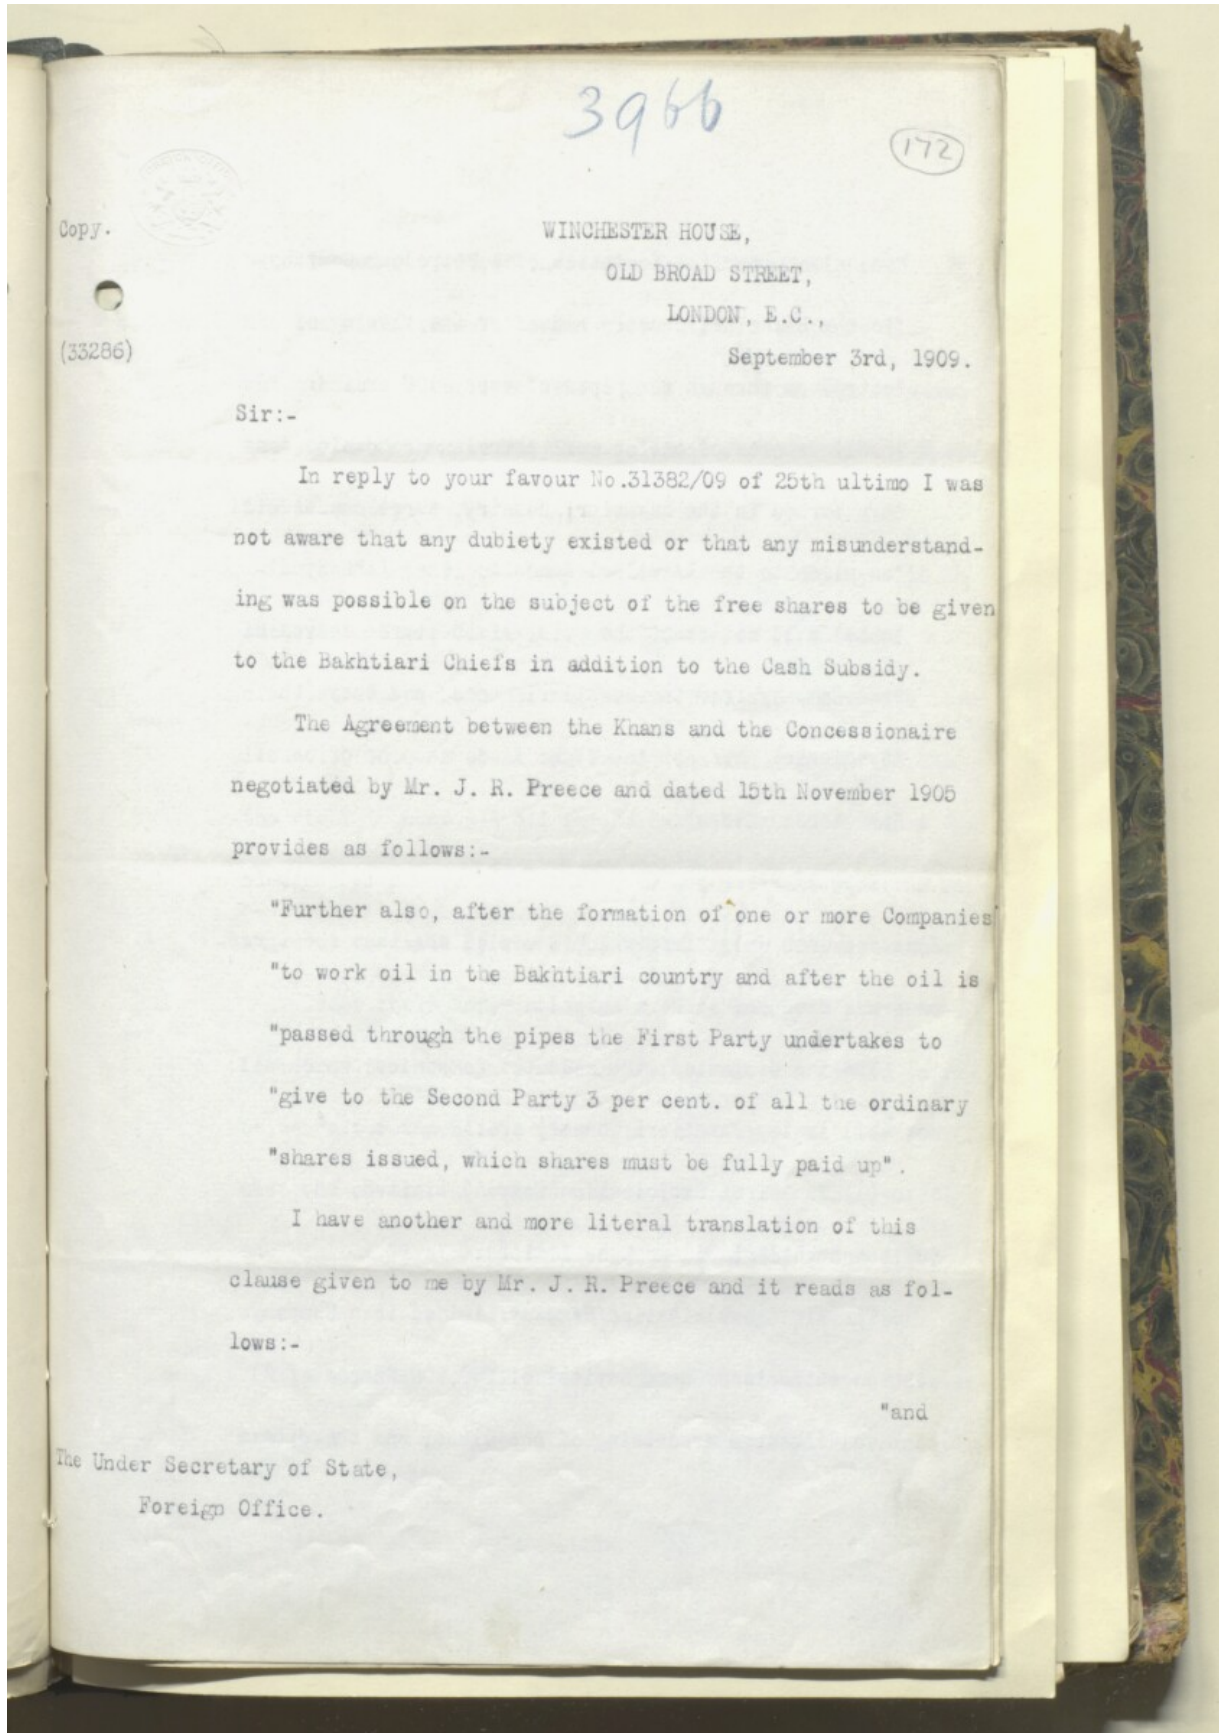 3966
172
Copy.
WINCHESTER HOUSE,
OLD BROAD STREET,
LONDON, E.C.,
(33286)
September 3rd, 1909.
Sir:-
In reply to your favour No.31382/09 of 25th ultimo I was
not aware that any dubiety existed or that any misunderstand-
ing was possible on the subject of the free shares to be given
to the Bakhtiari Chiefs in addition to the Cash Subsidy.
The Agreement between the Khans and the Concessionaire
negotiated by Mr. J. R. Preece and dated 15th November 1905
provides as follows:-
"Further also, after the formation of one or more Companies
"to work oil in the Bakhtiari country and after the oil is
"passed through the pipes the First Party undertakes to
"give to the Second Party 3 per cent. of all the ordinary
"shares issued, which shares must be fully paid up".
I have another and more literal translation of this
clause given to me by Mr. J. R. Preece and it reads as fol-
lows:-
"and
The Under Secretary of State,
Foreign Office.